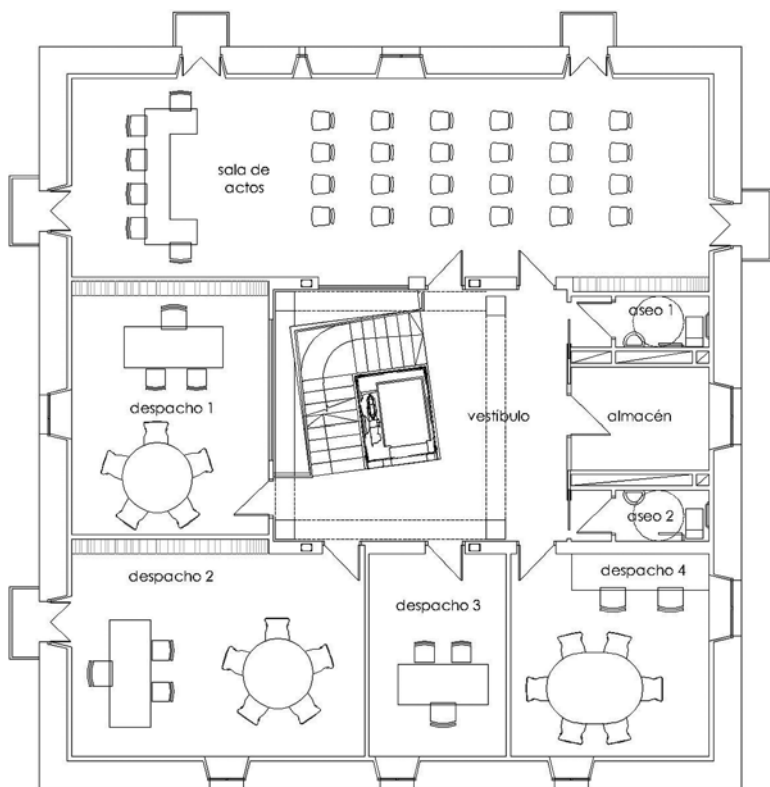 sala de
actos
aseo 1
despacho 1
vestíbulo
almacén
aseo 2
despacho 2
despacho 4
despacho 3